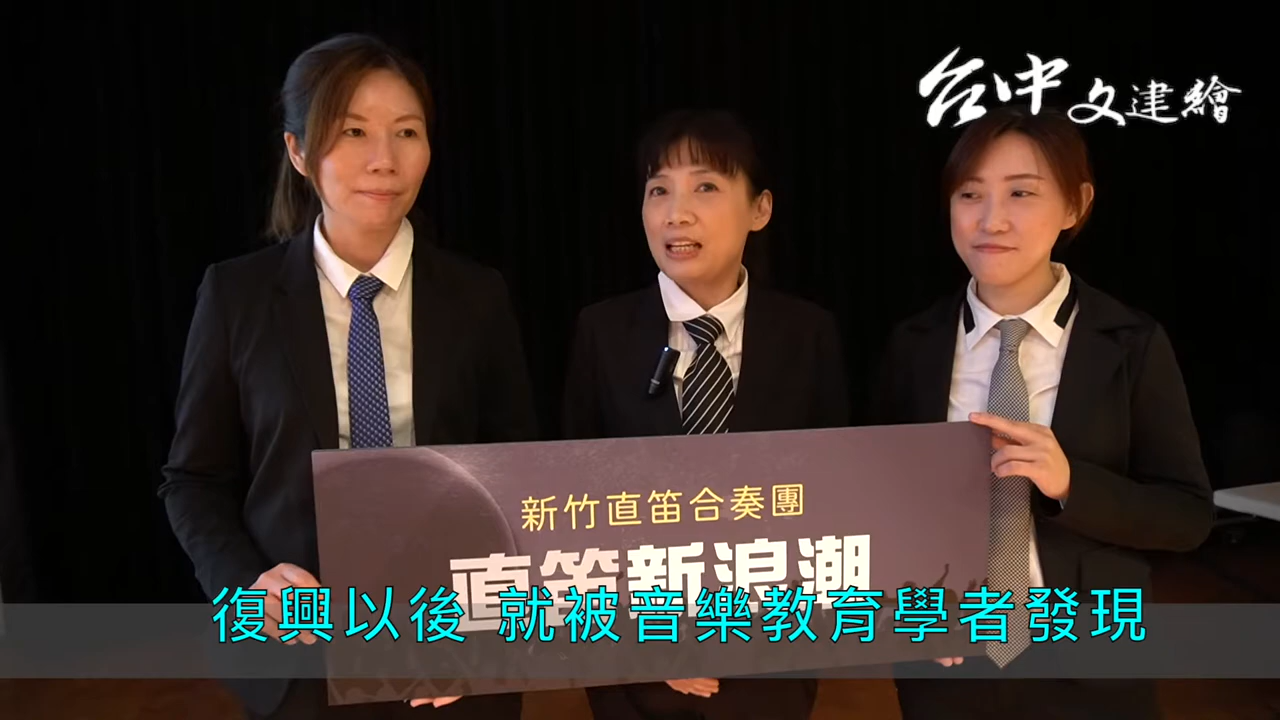 台中文建繪
新竹直笛合奏團
直笛新浪潮
復興以後 就被音樂教育學者發現